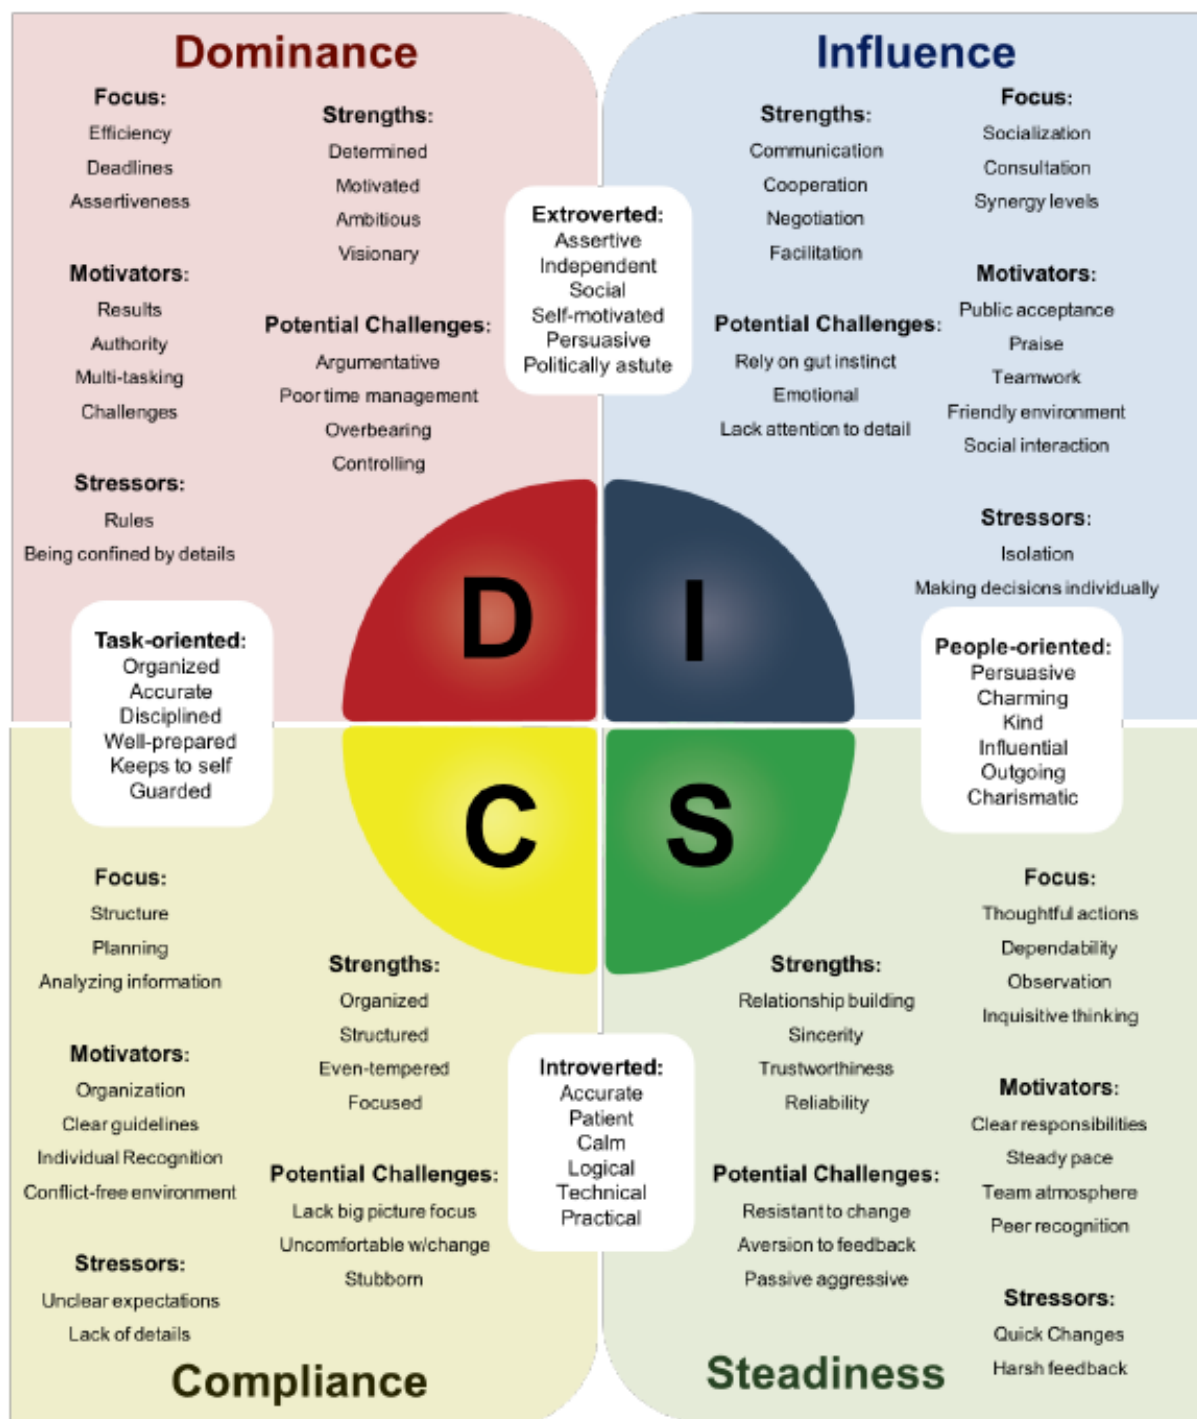 Dominance
Focus:
Efficiency
Deadlines
Assertiveness
Motivators:
Results
Authority
Multi-tasking
Challenges
Stressors:
Rules
Being confined by details
Strengths:
Determined
Motivated
Ambitious
Visionary
Potential Challenges:
Argumentative
Poor time management
Overbearing
Controlling
Extroverted:
Assertive
Independent
Social
Self-motivated
Persuasive
Politically astute
Influence
Strengths:
Communication
Cooperation
Negotiation
Facilitation
Potential Challenges:
Rely on gut instinct
Emotional
Lack attention to detail
Focus:
Socialization
Consultation
Synergy levels
Motivators:
Public acceptance
Praise
Teamwork
Friendly environment
Social interaction
Stressors:
Isolation
Making decisions individually
D
I
Task-oriented:
Organized
Accurate
Disciplined
Well-prepared
Keeps to self
Guarded
People-oriented:
Persuasive
Charming
Kind
Influential
Outgoing
Charismatic
C
S
Focus:
Structure
Planning
Analyzing information
Motivators:
Organization
Clear guidelines
Individual Recognition
Conflict-free environment
Stressors:
Unclear expectations
Lack of details
Strengths:
Organized
Structured
Even-tempered
Focused
Potential Challenges:
Lack big picture focus
Uncomfortable w/change
Stubborn
Compliance
Introverted:
Accurate
Patient
Calm
Logical
Technical
Practical
Strengths:
Relationship building
Sincerity
Trustworthiness
Reliability
Potential Challenges:
Resistant to change
Aversion to feedback
Passive aggressive
Focus:
Thoughtful actions
Dependability
Observation
Inquisitive thinking
Motivators:
Clear responsibilities
Steady pace
Team atmosphere
Peer recognition
Stressors:
Quick Changes
Harsh feedback
Steadiness